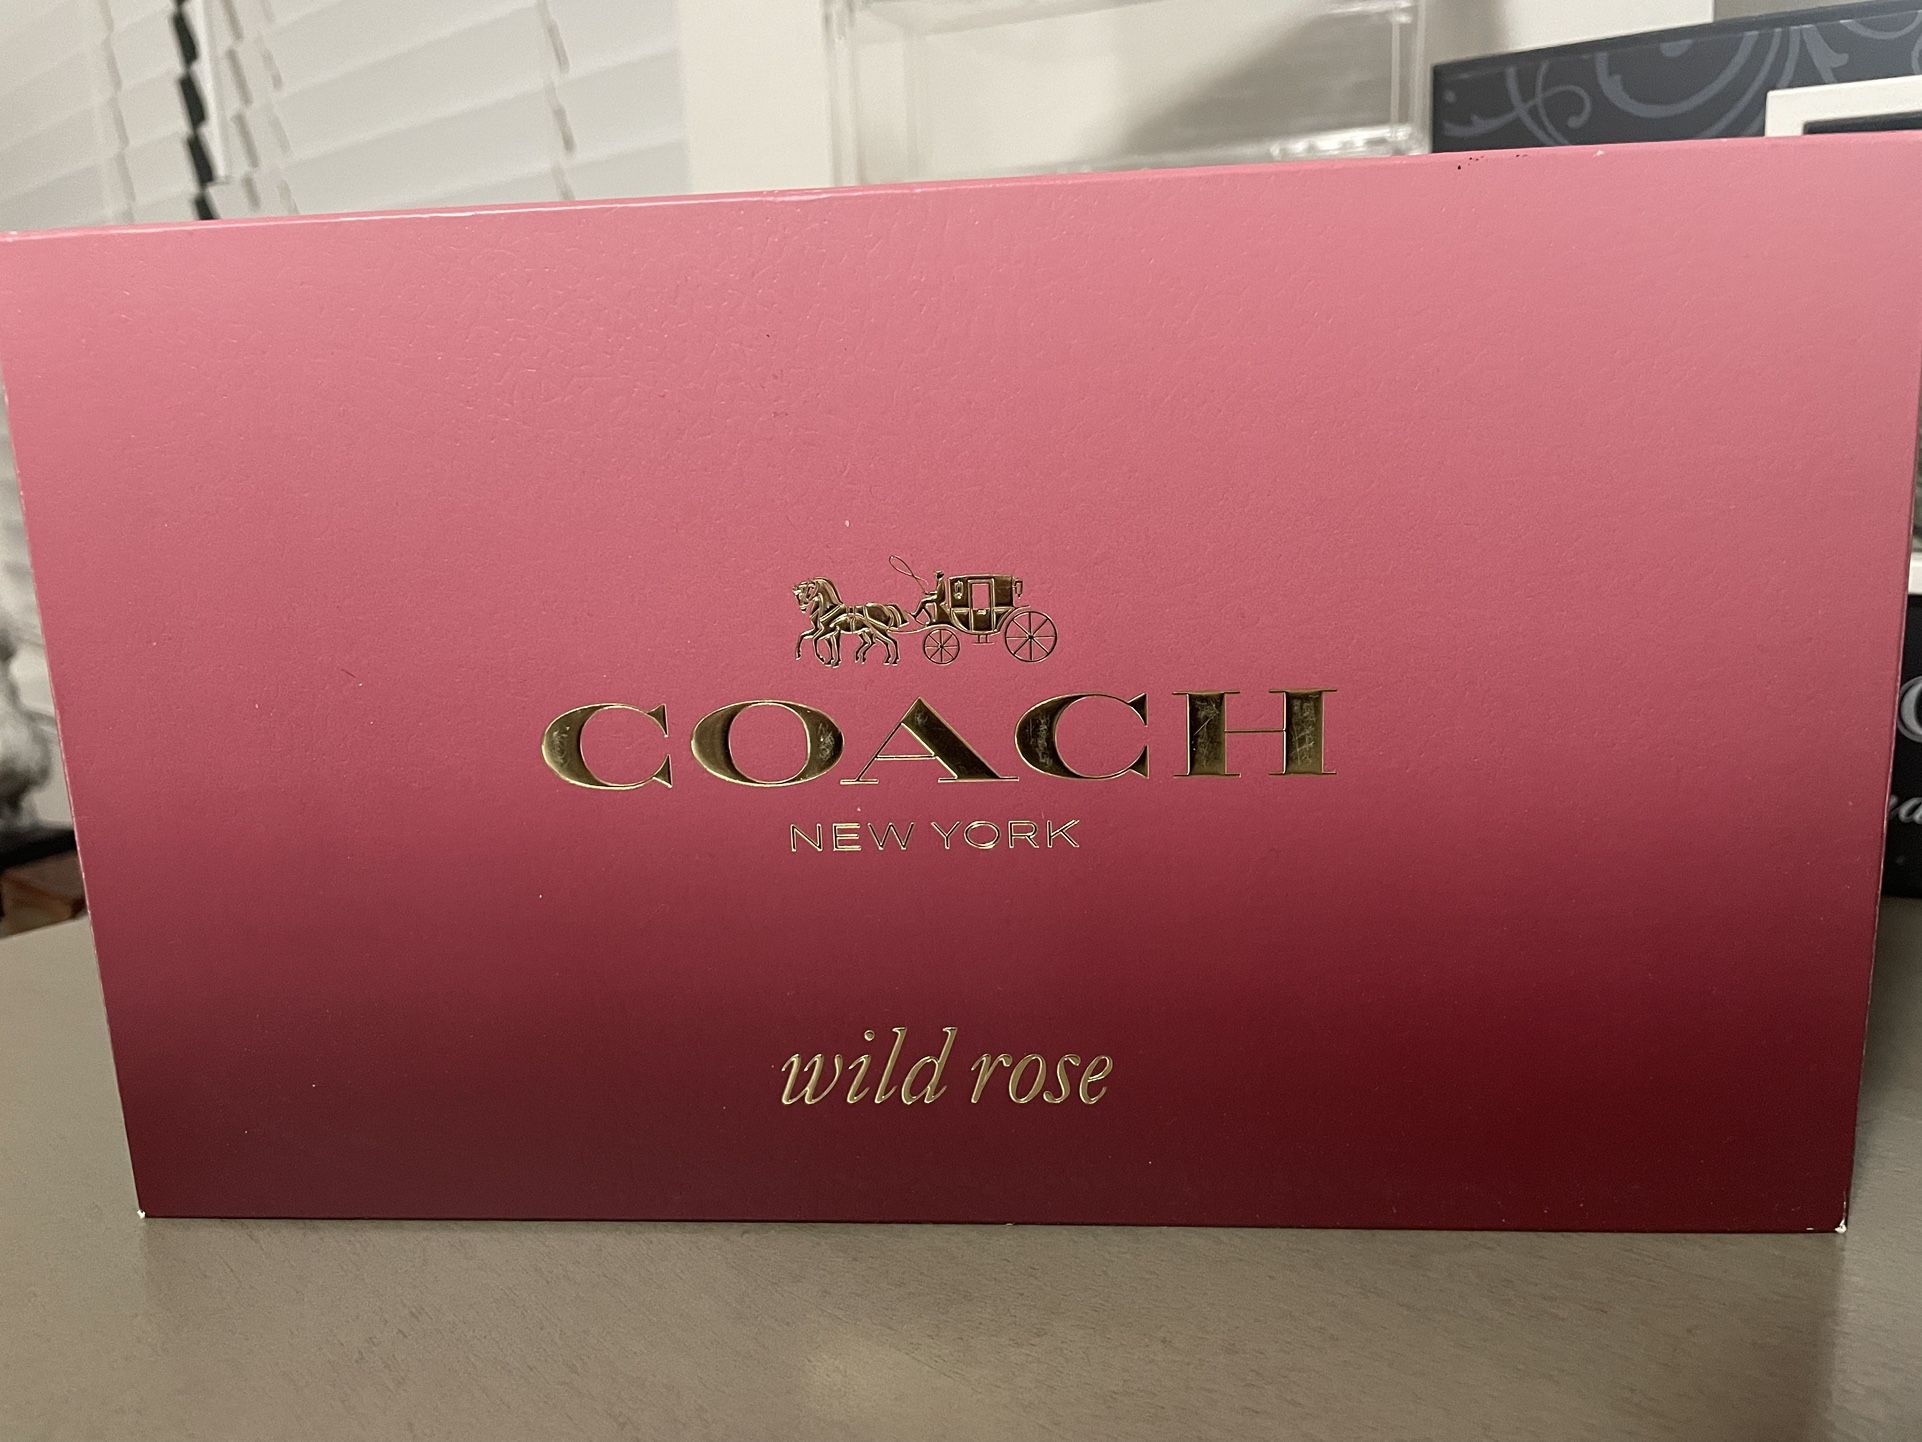 COACH
NEW YORK
wild rose